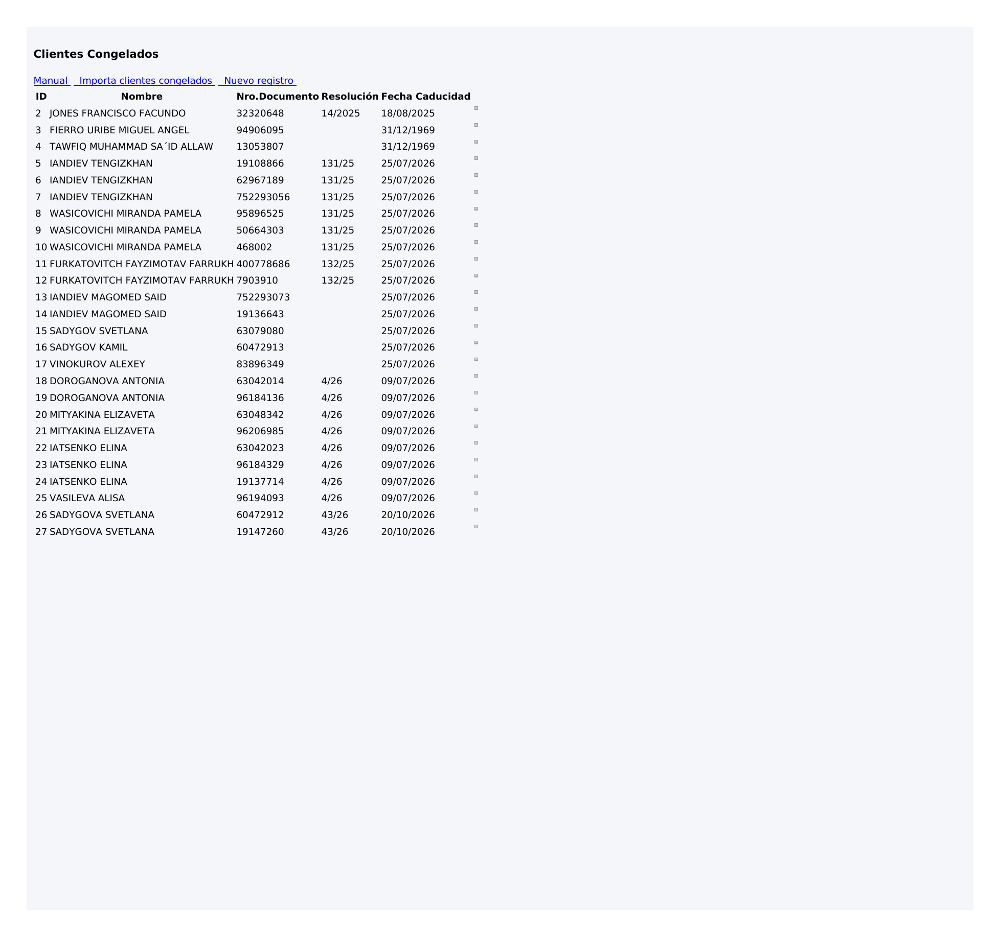 Clientes Congelados
Manual Importa clientes congelados Nuevo registro
ID Nombre Nro.Documento Resolución Fecha Caducidad
2 JONES FRANCISCO FACUNDO 32320648 14/2025 18/08/2025
3 FIERRO URIBE MIGUEL ANGEL 94906095 31/12/1969
4 TAWFIQ MUHAMMAD SA´ID ALLAW 13053807 31/12/1969
5 IANDIEV TENGIZKHAN 19108866 131/25 25/07/2026
6 IANDIEV TENGIZKHAN 62967189 131/25 25/07/2026
7 IANDIEV TENGIZKHAN 752293056 131/25 25/07/2026
8 WASICOVICHI MIRANDA PAMELA 95896525 131/25 25/07/2026
9 WASICOVICHI MIRANDA PAMELA 50664303 131/25 25/07/2026
10 WASICOVICHI MIRANDA PAMELA 468002 131/25 25/07/2026
11 FURKATOVITCH FAYZIMOTAV FARRUKH 400778686 132/25 25/07/2026
12 FURKATOVITCH FAYZIMOTAV FARRUKH 7903910 132/25 25/07/2026
13 IANDIEV MAGOMED SAID 752293073 25/07/2026
14 IANDIEV MAGOMED SAID 19136643 25/07/2026
15 SADYGOV SVETLANA 63079080 25/07/2026
16 SADYGOV KAMIL 60472913 25/07/2026
17 VINOKUROV ALEXEY 83896349 25/07/2026
18 DOROGANOVA ANTONIA 63042014 4/26 09/07/2026
19 DOROGANOVA ANTONIA 96184136 4/26 09/07/2026
20 MITYAKINA ELIZAVETA 63048342 4/26 09/07/2026
21 MITYAKINA ELIZAVETA 96206985 4/26 09/07/2026
22 IATSENKO ELINA 63042023 4/26 09/07/2026
23 IATSENKO ELINA 96184329 4/26 09/07/2026
24 IATSENKO ELINA 19137714 4/26 09/07/2026
25 VASILEVA ALISA 96194093 4/26 09/07/2026
26 SADYGOVA SVETLANA 60472912 43/26 20/10/2026
27 SADYGOVA SVETLANA 19147260 43/26 20/10/2026